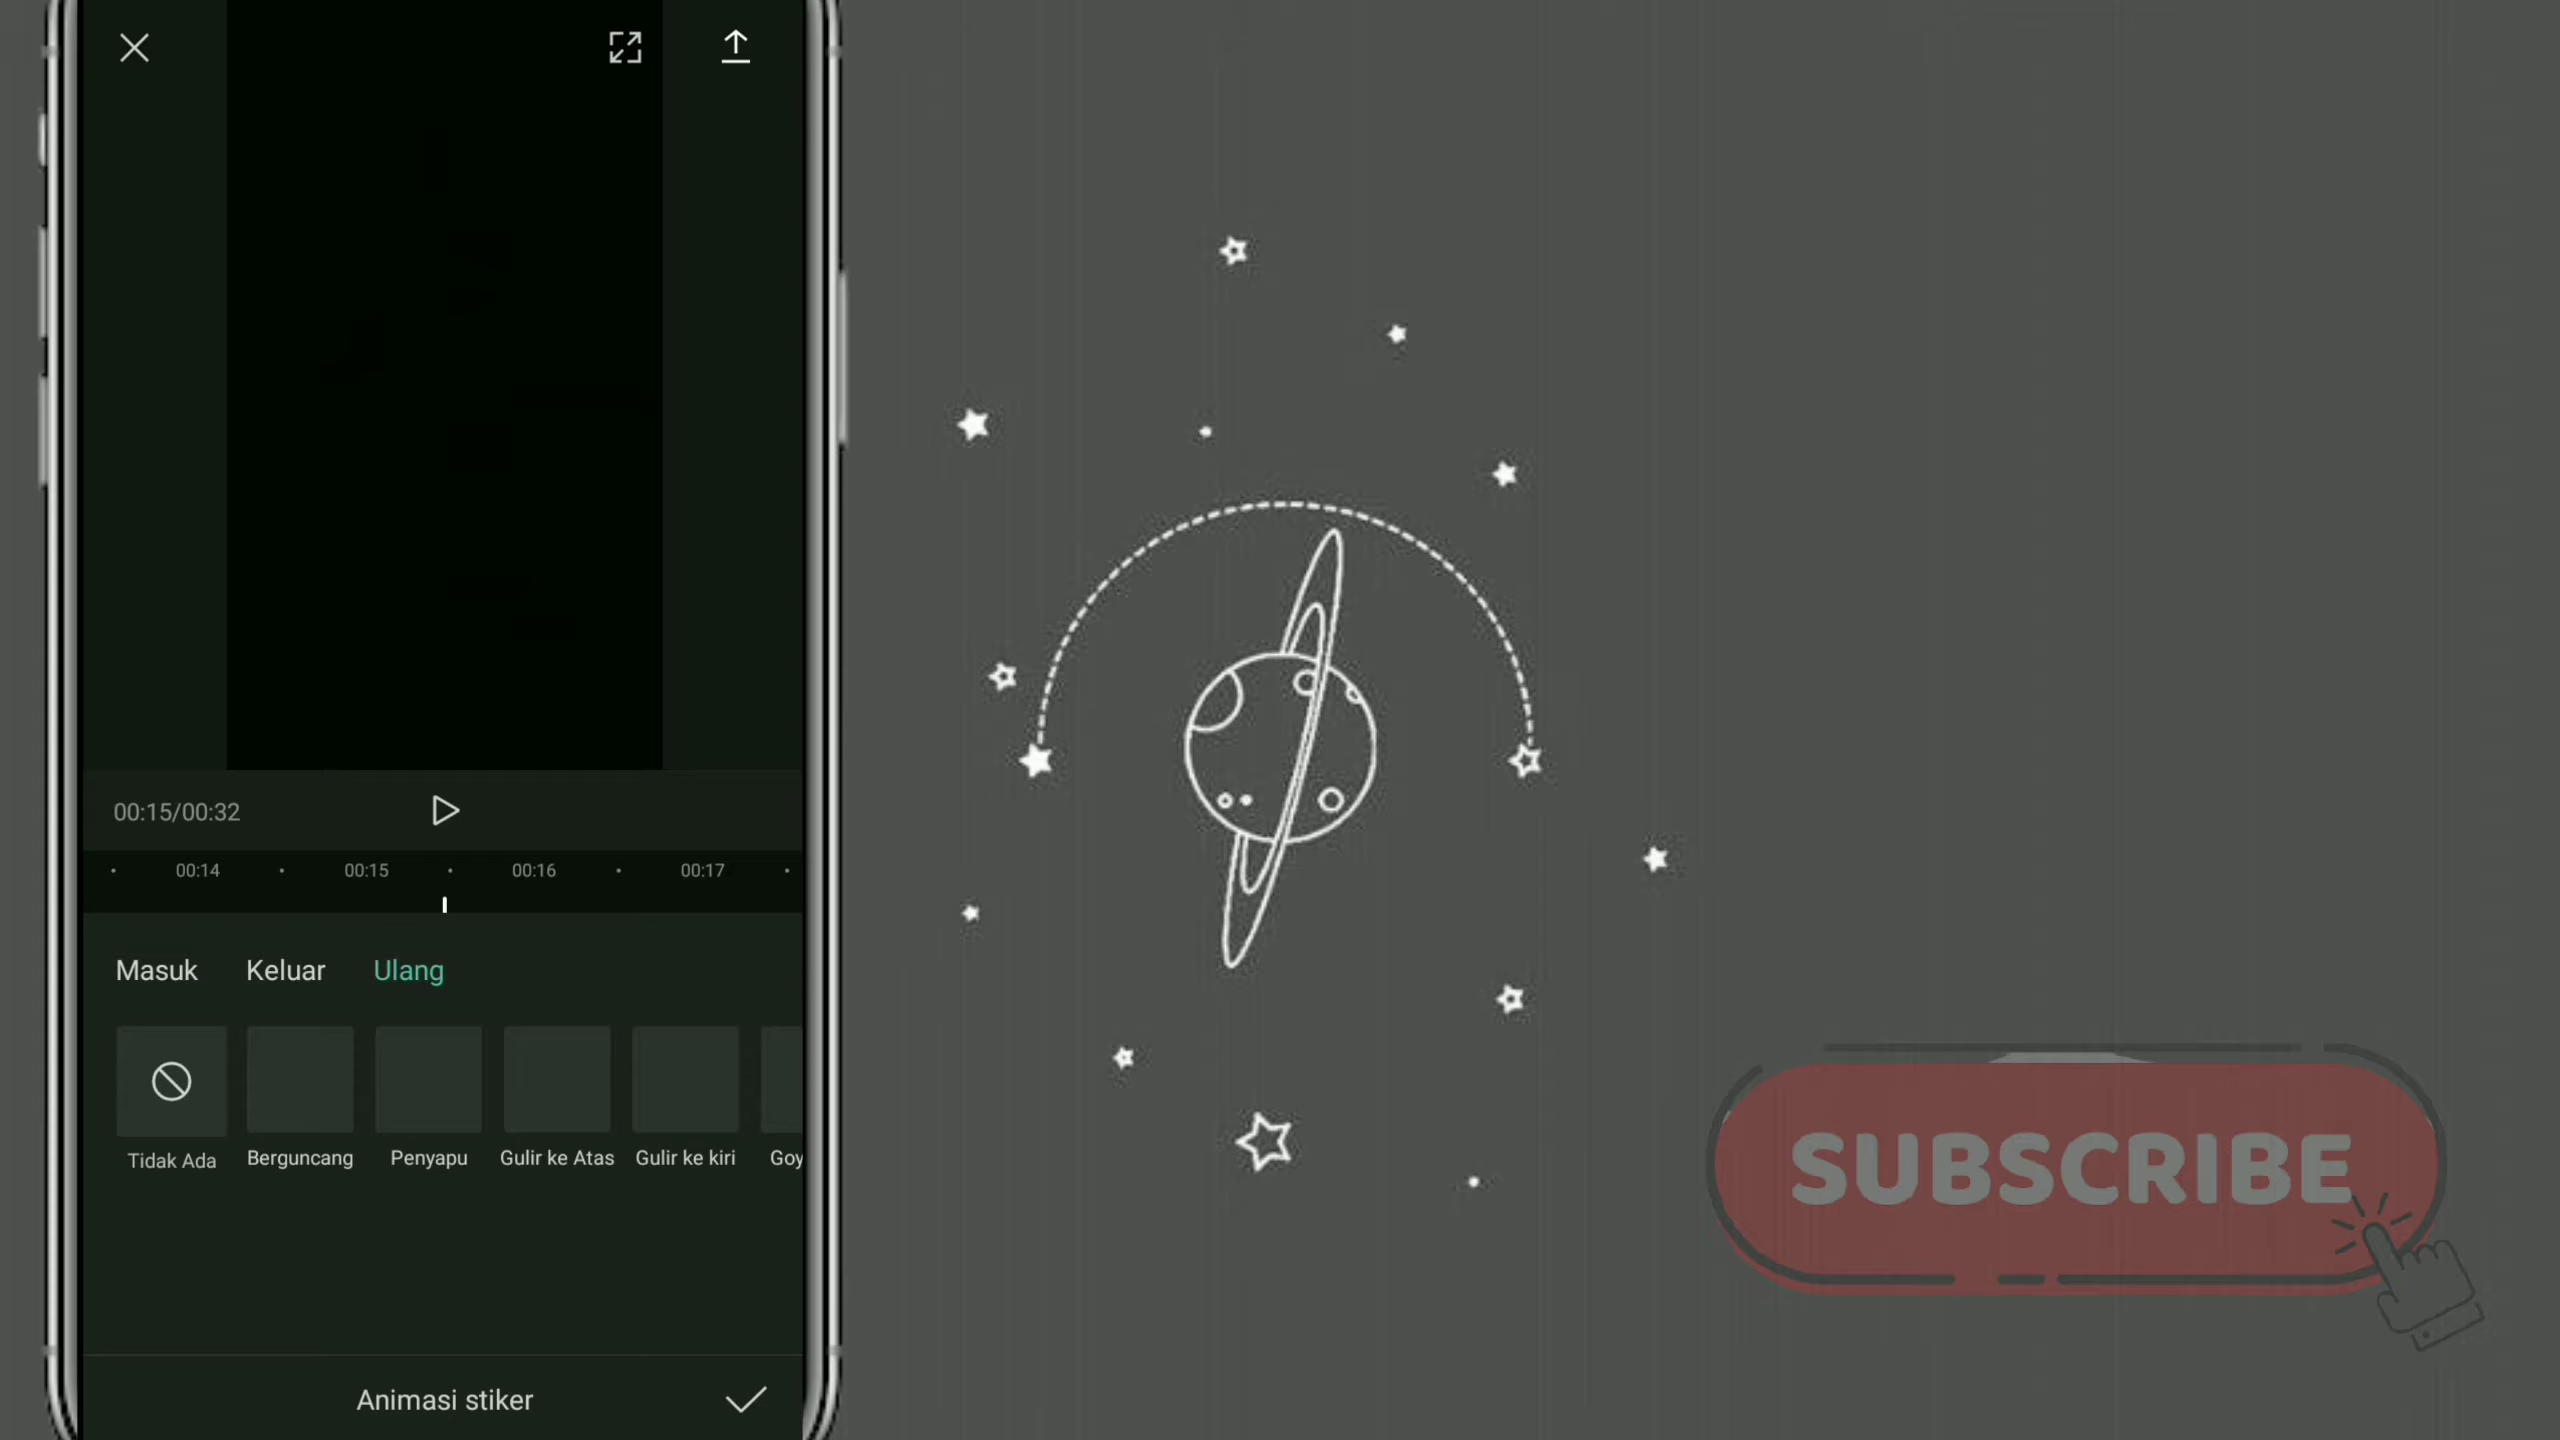 00:15/00:32
00:14 00:15 00:16 00:17
Masuk Keluar Ulang
Tidak Ada Berguncang Penyapu Gulir ke Atas Gulir ke kiri Goy
Animasi stiker
SUBSCRIBE